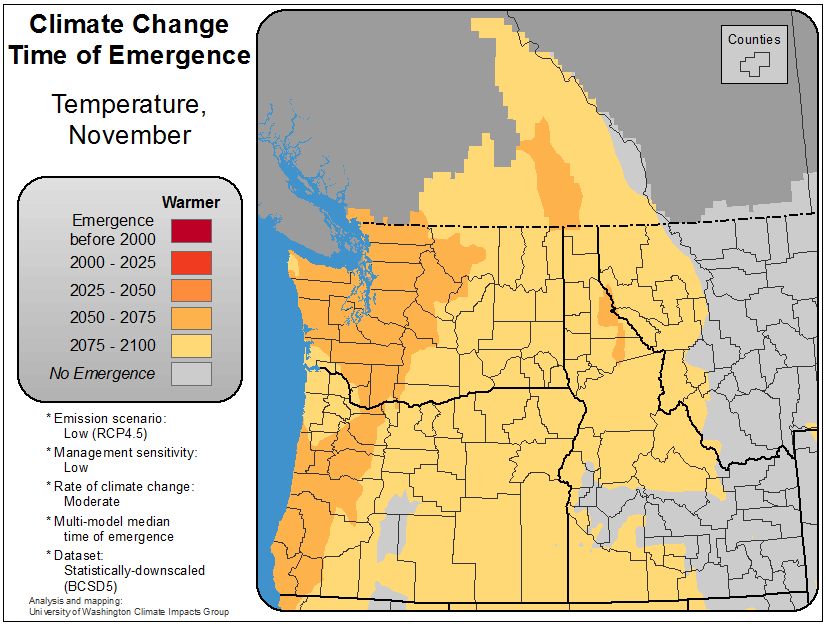 Climate Change
Time of Emergence
Temperature,
November
Counties
Warmer
Emergence
before 2000
2000 - 2025
2025 - 2050
2050 - 2075
2075 - 2100
No Emergence
* Emission scenario:
Low (RCP4.5)
* Management sensitivity:
Low
* Rate of climate change:
Moderate
* Multi-model median
time of emergence
* Dataset:
Statistically-downscaled
(BCSD5)
Analysis and mapping:
University of Washington Climate Impacts Group